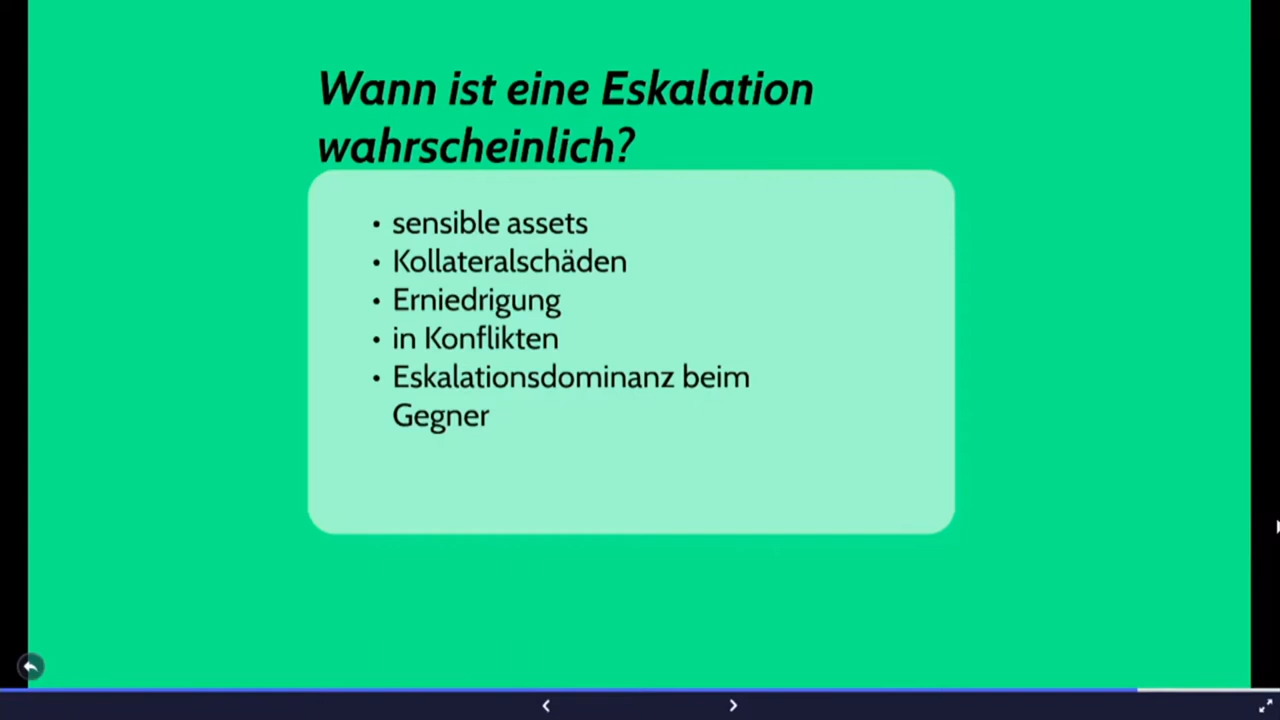 Wann ist eine Eskalation
wahrscheinlich?
• sensible assets
• Kollateralschäden
• Erniedrigung
• in Konflikten
• Eskalationsdominanz beim
Gegner